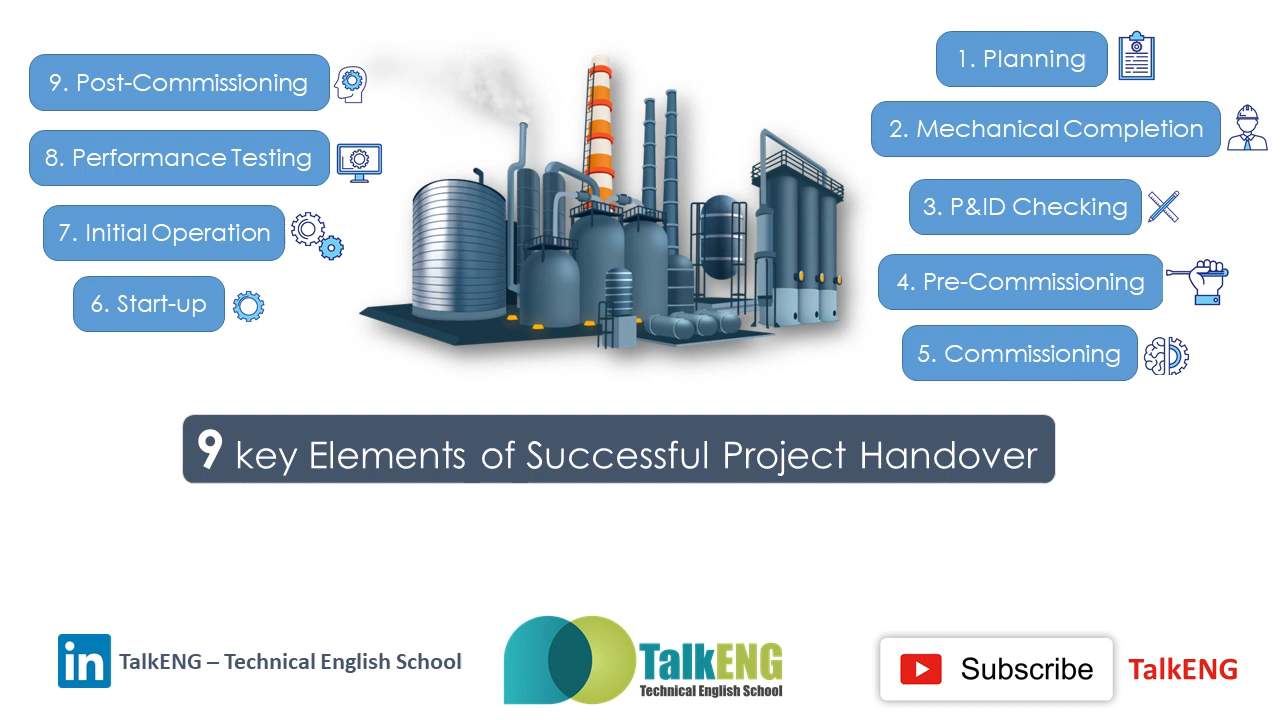 1. Planning
2. Mechanical Completion
3. P&ID Checking
4. Pre-Commissioning
5. Commissioning
6. Start-up
7. Initial Operation
8. Performance Testing
9. Post-Commissioning
9 key Elements of Successful Project Handover
in TalkENG – Technical English School
TalkENG
Technical English School
Subscribe TalkENG